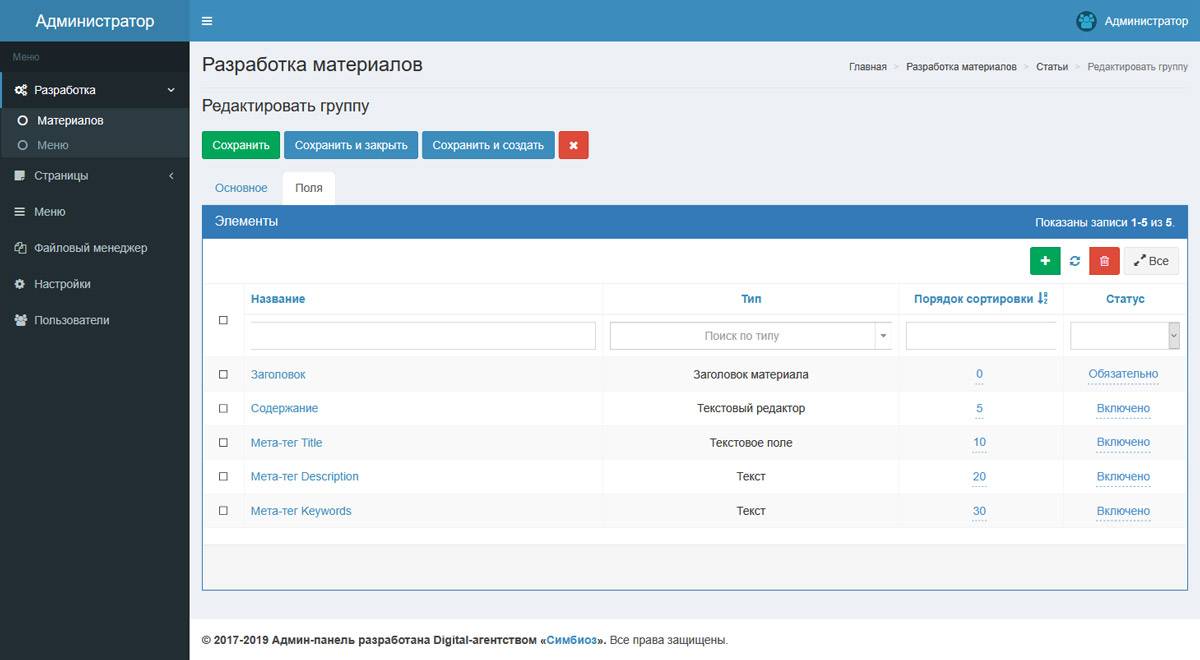 Администратор
Администратор
Меню
Разработка
Материалов
Меню
Страницы
Меню
Файловый менеджер
Настройки
Пользователи
Разработка материалов
Главная > Разработка материалов > Статьи > Редактировать группу
Редактировать группу
Сохранить Сохранить и закрыть Сохранить и создать
Основное Поля
Элементы Показаны записи 1-5 из 5.
Все
Название Тип Порядок сортировки Статус
Поиск по типу
Заголовок Заголовок материала 0 Обязательно
Содержание Текстовый редактор 5 Включено
Мета-тег Title Текстовое поле 10 Включено
Мета-тег Description Текст 20 Включено
Мета-тег Keywords Текст 30 Включено
© 2017-2019 Админ-панель разработана Digital-агентством «Симбиоз». Все права защищены.